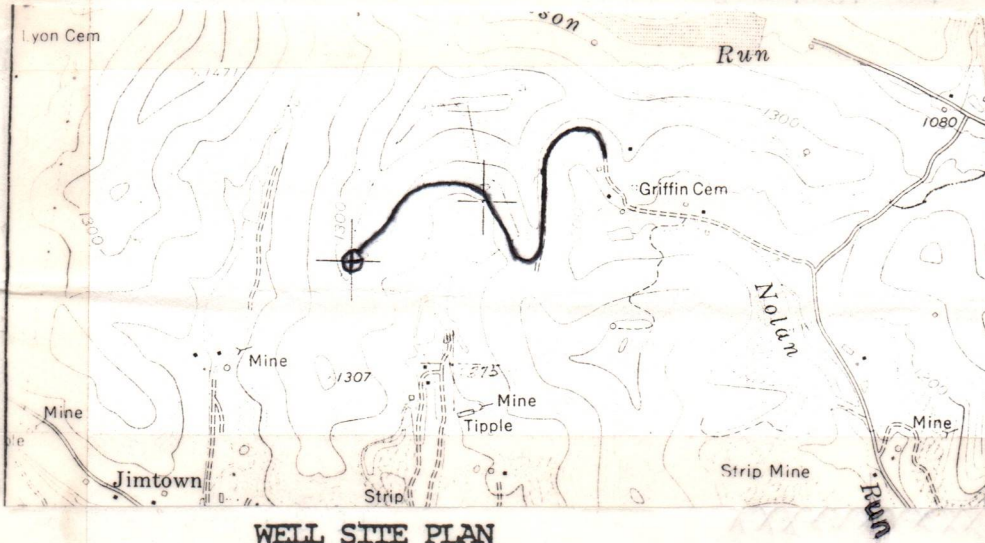 Lyon Cem
son
Run
1471
1300
1080
1300
Griffin Cem
1300
Nolan
Mine
1307
Mine
Mine
Tipple
Mine
Jimtown
Strip
Strip Mine
Run
WELL SITE PLAN